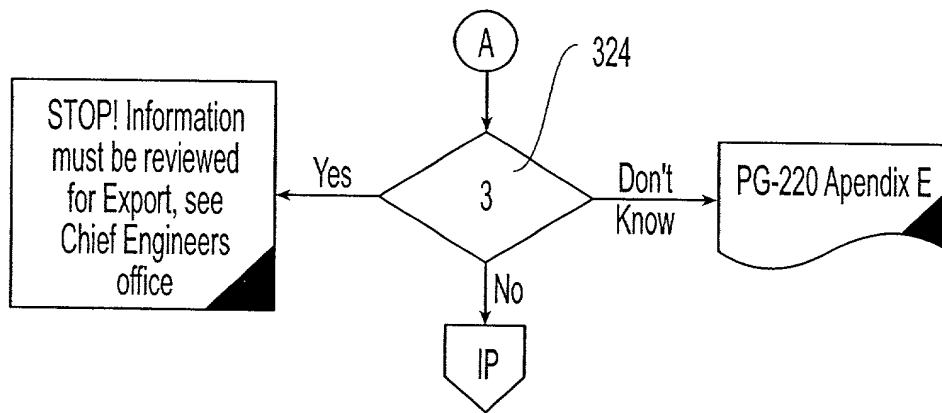 A
324
STOP! Information
must be reviewed
for Export, see
Chief Engineers
office
Yes
3
Don't
Know
PG-220 Apendix E
No
IP